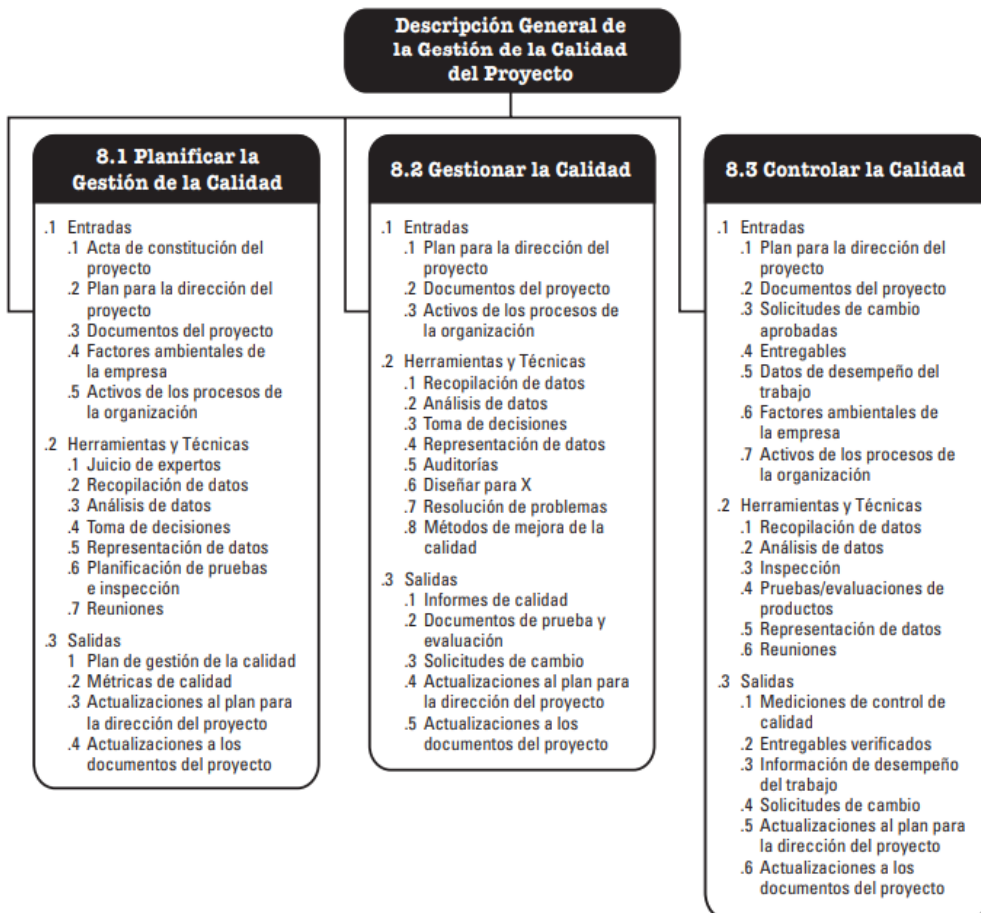 Descripción General de
la Gestión de la Calidad
del Proyecto
8.1 Planificar la
Gestión de la Calidad
.1 Entradas
.1 Acta de constitución del
proyecto
.2 Plan para la dirección del
proyecto
.3 Documentos del proyecto
.4 Factores ambientales de
la empresa
.5 Activos de los procesos de
la organización
.2 Herramientas y Técnicas
.1 Juicio de expertos
.2 Recopilación de datos
.3 Análisis de datos
.4 Toma de decisiones
.5 Representación de datos
.6 Planificación de pruebas
e inspección
.7 Reuniones
.3 Salidas
1 Plan de gestión de la calidad
.2 Métricas de calidad
.3 Actualizaciones al plan para
la dirección del proyecto
.4 Actualizaciones a los
documentos del proyecto
8.2 Gestionar la Calidad
.1 Entradas
.1 Plan para la dirección del
proyecto
.2 Documentos del proyecto
.3 Activos de los procesos de
la organización
.2 Herramientas y Técnicas
.1 Recopilación de datos
.2 Análisis de datos
.3 Toma de decisiones
.4 Representación de datos
.5 Auditorías
.6 Diseñar para X
.7 Resolución de problemas
.8 Métodos de mejora de la
calidad
.3 Salidas
.1 Informes de calidad
.2 Documentos de prueba y
evaluación
.3 Solicitudes de cambio
.4 Actualizaciones al plan para
la dirección del proyecto
.5 Actualizaciones a los
documentos del proyecto
8.3 Controlar la Calidad
.1 Entradas
.1 Plan para la dirección del
proyecto
.2 Documentos del proyecto
.3 Solicitudes de cambio
aprobadas
.4 Entregables
.5 Datos de desempeño del
trabajo
.6 Factores ambientales de
la empresa
.7 Activos de los procesos de
la organización
.2 Herramientas y Técnicas
.1 Recopilación de datos
.2 Análisis de datos
.3 Inspección
.4 Pruebas/evaluaciones de
productos
.5 Representación de datos
.6 Reuniones
.3 Salidas
.1 Mediciones de control de
calidad
.2 Entregables verificados
.3 Información de desempeño
del trabajo
.4 Solicitudes de cambio
.5 Actualizaciones al plan para
la dirección del proyecto
.6 Actualizaciones a los
documentos del proyecto